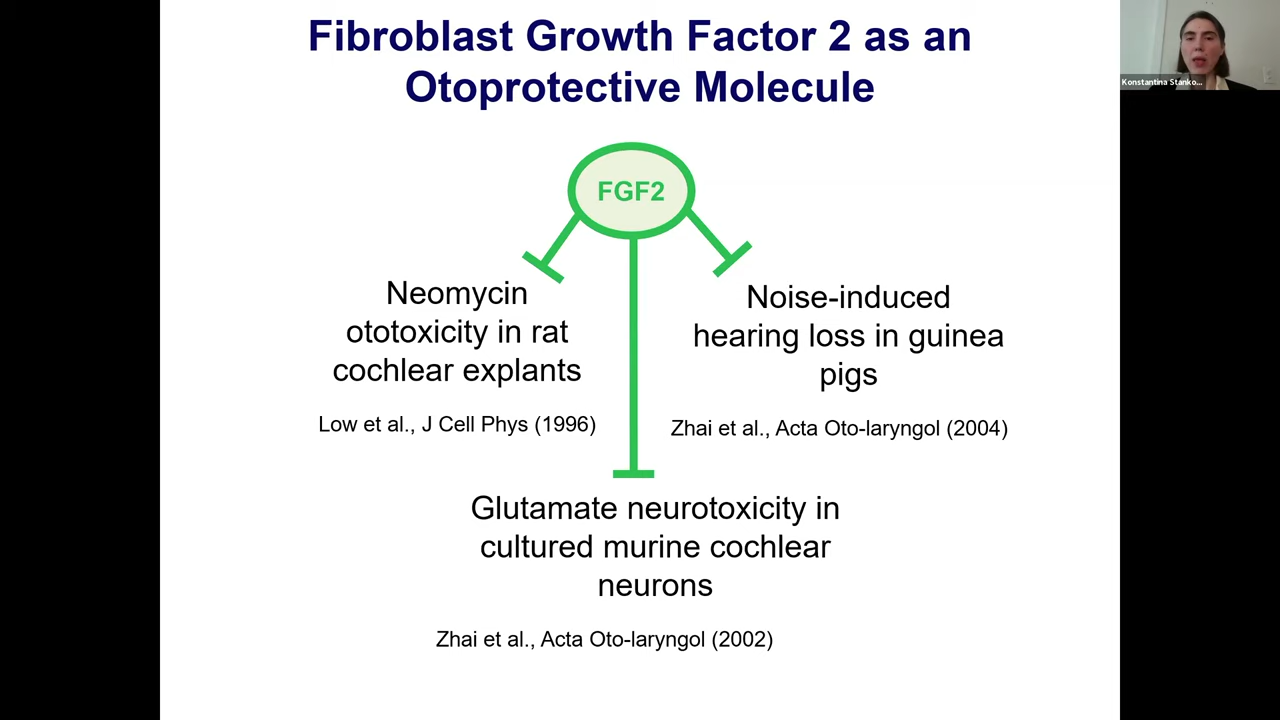 Fibroblast Growth Factor 2 as an
Otoprotective Molecule
Konstantina Stanko...
FGF2
Neomycin
ototoxicity in rat
cochlear explants
Low et al., J Cell Phys (1996)
Noise-induced
hearing loss in guinea
pigs
Zhai et al., Acta Oto-laryngol (2004)
Glutamate neurotoxicity in
cultured murine cochlear
neurons
Zhai et al., Acta Oto-laryngol (2002)